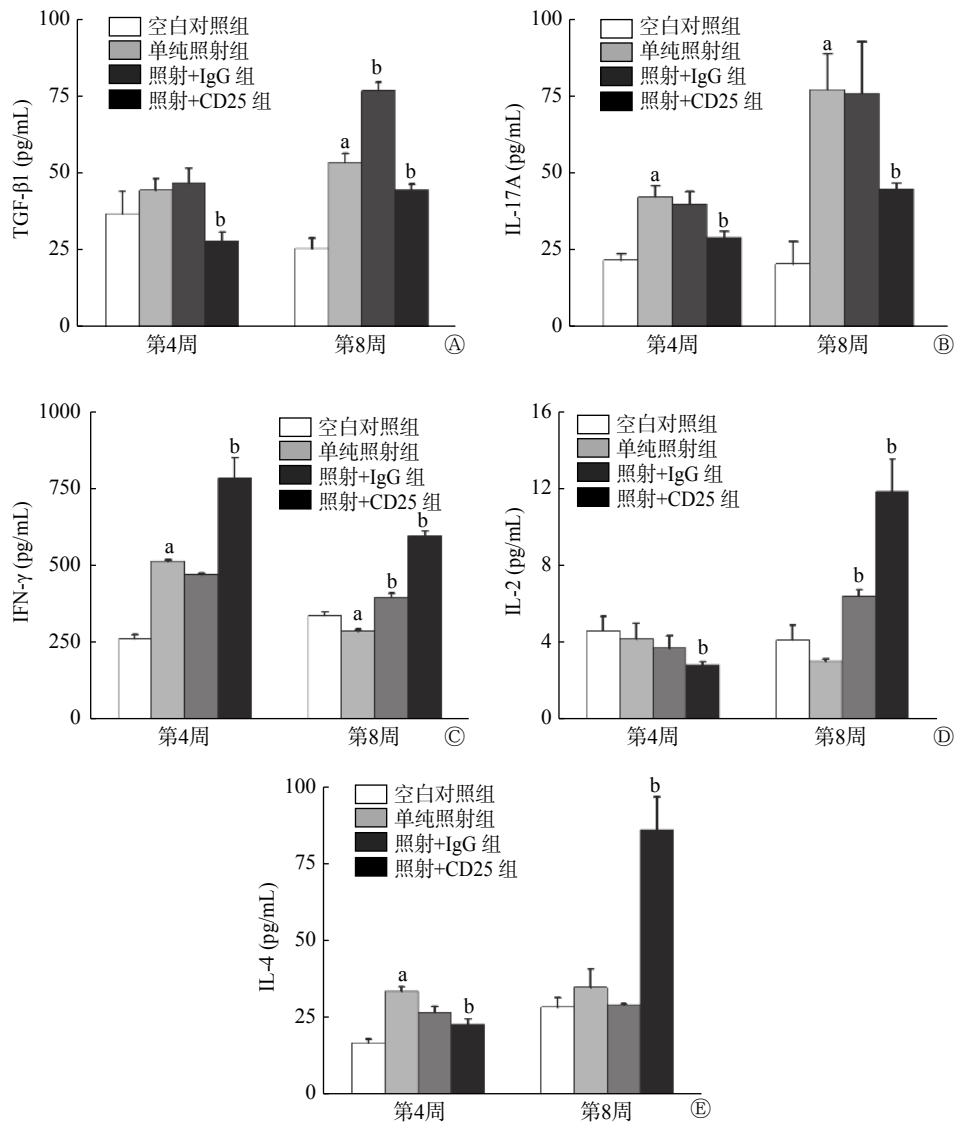 100
75
50
25
0
TGF-β1 (pg/mL)
空白对照组
单纯照射组
照射+IgG 组
照射+CD25 组
b
a
b
b
第4周
第8周
Ⓐ
100
75
50
25
0
IL-17A (pg/mL)
空白对照组
单纯照射组
照射+IgG 组
照射+CD25 组
a
a
b
b
第4周
第8周
Ⓑ
1000
750
500
250
0
IFN-γ (pg/mL)
空白对照组
单纯照射组
照射+IgG 组
照射+CD25 组
a
b
a
b
b
第4周
第8周
Ⓒ
16
12
8
4
0
IL-2 (pg/mL)
空白对照组
单纯照射组
照射+IgG 组
照射+CD25 组
b
b
b
第4周
第8周
Ⓓ
100
75
50
25
0
IL-4 (pg/mL)
空白对照组
单纯照射组
照射+IgG 组
照射+CD25 组
a
b
b
第4周
第8周
Ⓔ